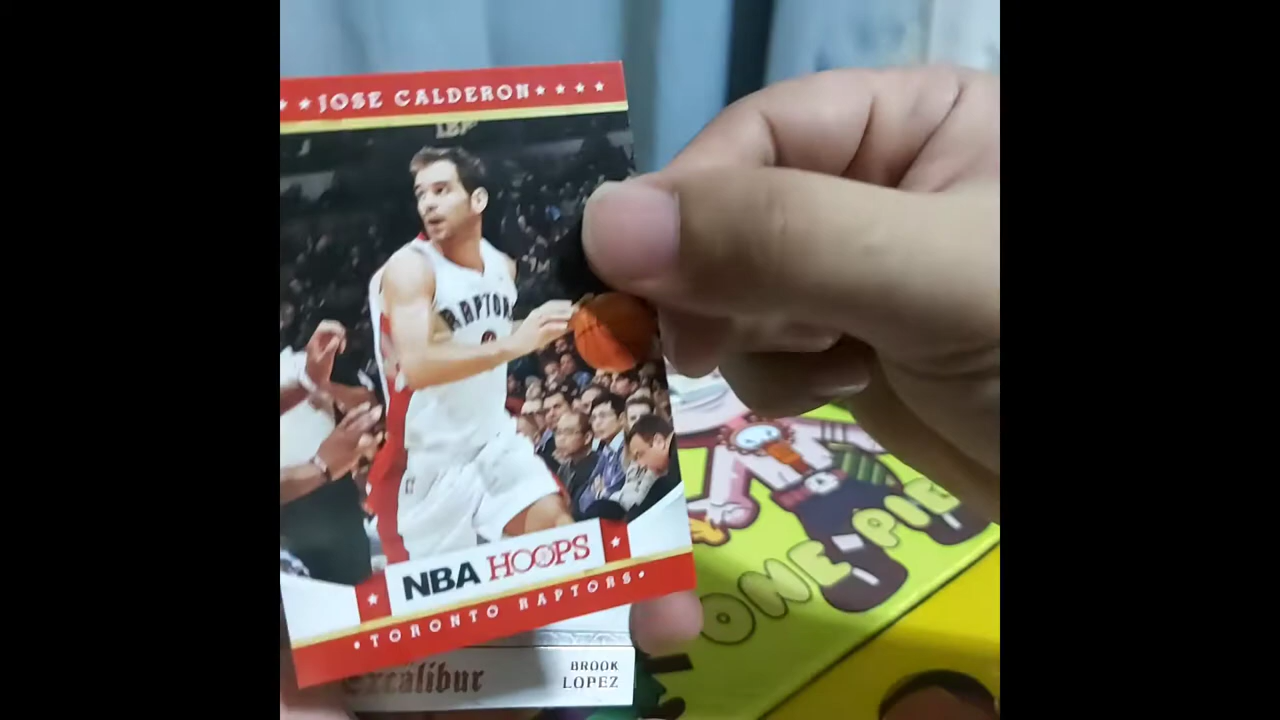 JOSE CALDERON
RAPTORS
NBA HOOPS
TORONTO RAPTORS
Excalibur
BROOK
LOPEZ
ONE-PIE